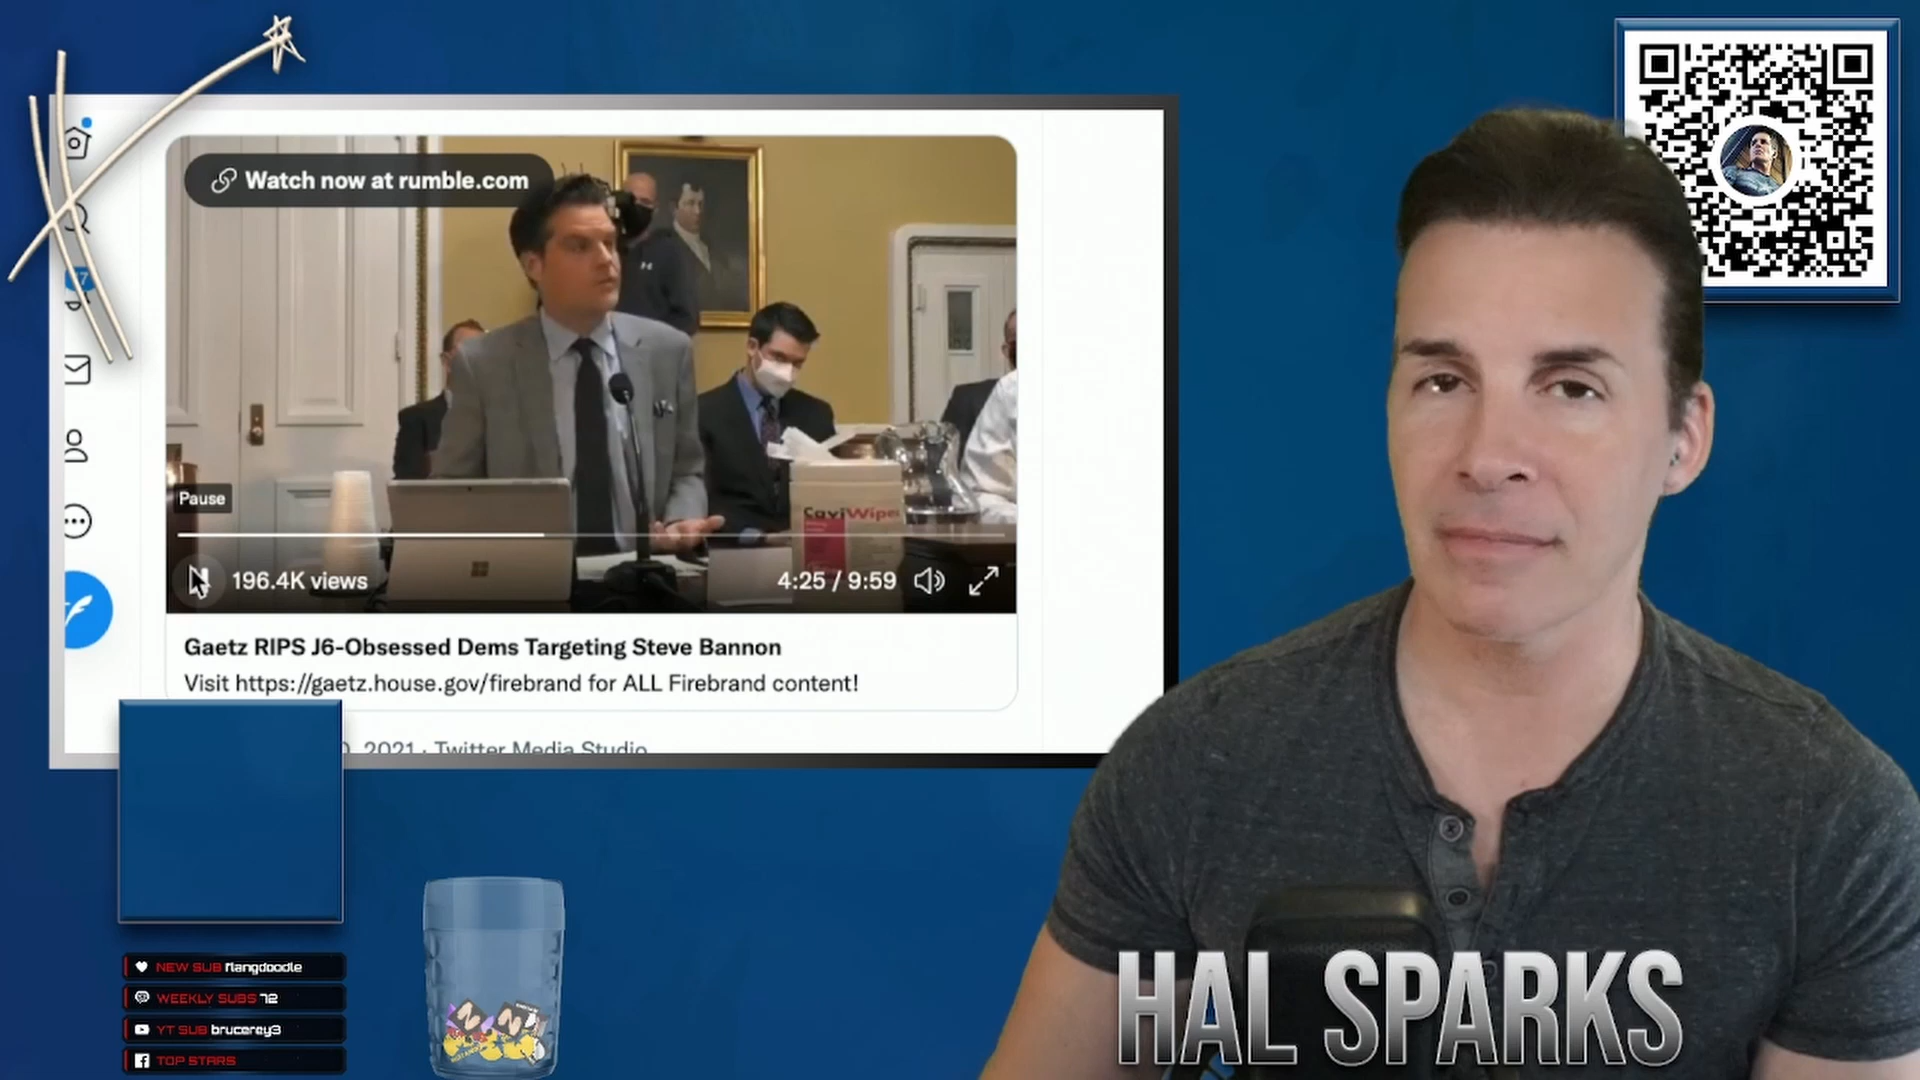 Watch now at rumble.com
Pause
CaviWipes
196.4K views
4:25 / 9:59
Gaetz RIPS J6-Obsessed Dems Targeting Steve Bannon
Visit https://gaetz.house.gov/firebrand for ALL Firebrand content!
2021 · Twitter Media Studio
NEW SUB flangdoodle
WEEKLY SUBS 72
YT SUB brucerey3
TOP STARS
HAL SPARKS